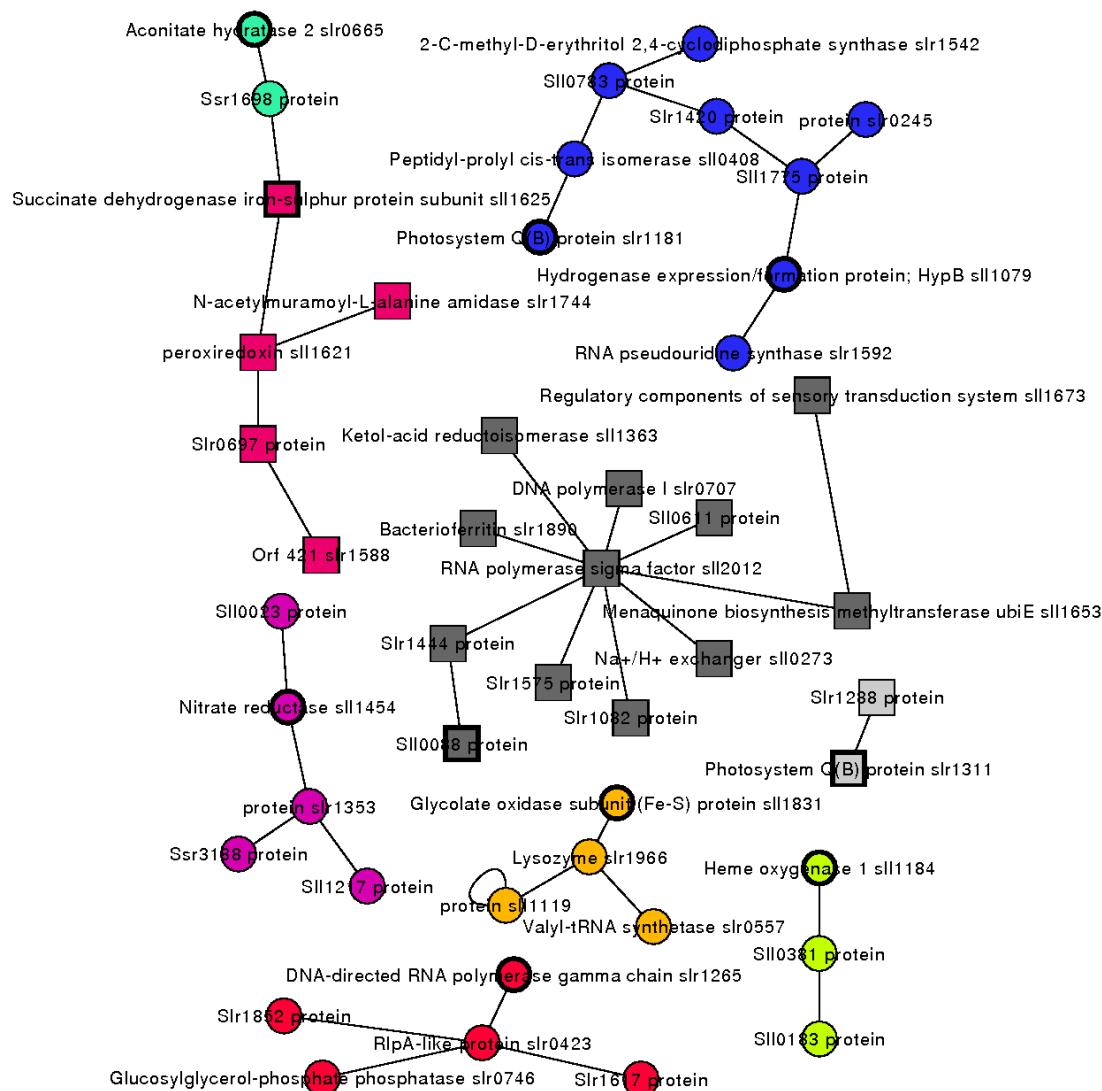 Aconitate hydratase 2 slr0665
2-C-methyl-D-erythritol 2,4-cyclodiphosphate synthase slr1542
Sll0783 protein
Ssr1698 protein
Slr1420 protein
protein slr0245
Peptidyl-prolyl cis-trans isomerase sll0408
Sll1775 protein
Succinate dehydrogenase iron-sulphur protein subunit sll1625
Photosystem Q(B) protein slr1181
Hydrogenase expression/formation protein; HypB sll1079
N-acetylmuramoyl-L-alanine amidase slr1744
peroxiredoxin sll1621
RNA pseudouridine synthase slr1592
Regulatory components of sensory transduction system sll1673
Ketol-acid reductoisomerase sll1363
Slr0697 protein
DNA polymerase I slr0707
Sll0611 protein
Bacterioferritin slr1890
Orf 421 slr1588
RNA polymerase sigma factor sll2012
Sll0023 protein
Menaquinone biosynthesis methyltransferase ubiE sll1653
Slr1444 protein
Na+/H+ exchanger sll0273
Slr1575 protein
Slr1288 protein
Nitrate reductase sll1454
Slr1082 protein
Sll0088 protein
Photosystem Q(B) protein slr1311
Glycolate oxidase subunit (Fe-S) protein sll1831
protein slr1353
Ssr3188 protein
Lysozyme slr1966
Heme oxygenase 1 sll1184
Sll1217 protein
protein sll1119
Valyl-tRNA synthetase slr0557
Sll0381 protein
DNA-directed RNA polymerase gamma chain slr1265
Slr1852 protein
RlpA-like protein slr0423
Sll0183 protein
Glucosylglycerol-phosphate phosphatase slr0746
Slr1617 protein